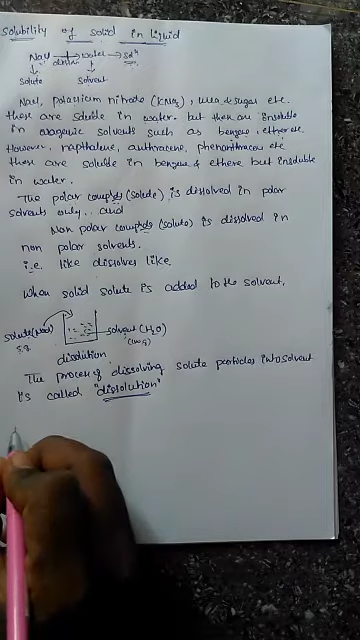 Solubility of solid in liquid
NaCl + water → Solⁿ
dissolve
Solute Solvent
NaCl, potassium nitrate (KNO₃), urea & sugar etc.
these are soluble in water. but then are insoluble
in oragenic solvents such as benzene, ether etc.
However, napthalene, anthracene, phenanthracene etc
these are soluble in benzene & ethere but insoluble
in water.
The polar compds (solute) is dissolved in polar
solvents only.. and
Non polar compds (solute) is dissolved in
non polar solvents.
i.e. like dissolves like
When solid solute is added to the solvent,
solute (NaCl) solvent (H₂O)
dissolution
The process of dissolving solute particles into solvent
is called "dissolution"